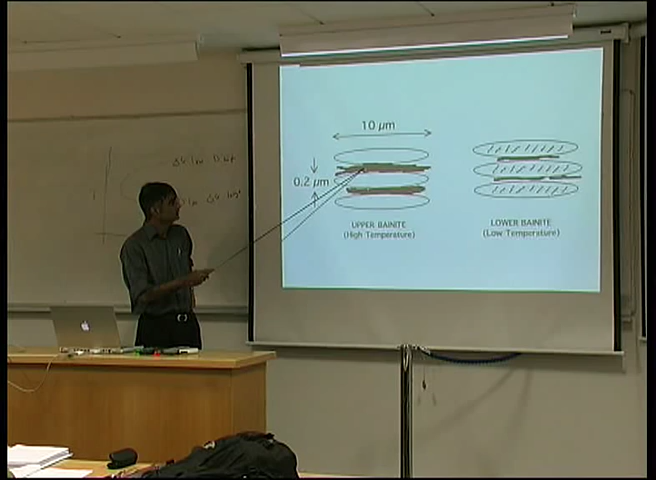 10 µm
0.2 µm
UPPER BAINITE
(High Temperature)
LOWER BAINITE
(Low Temperature)